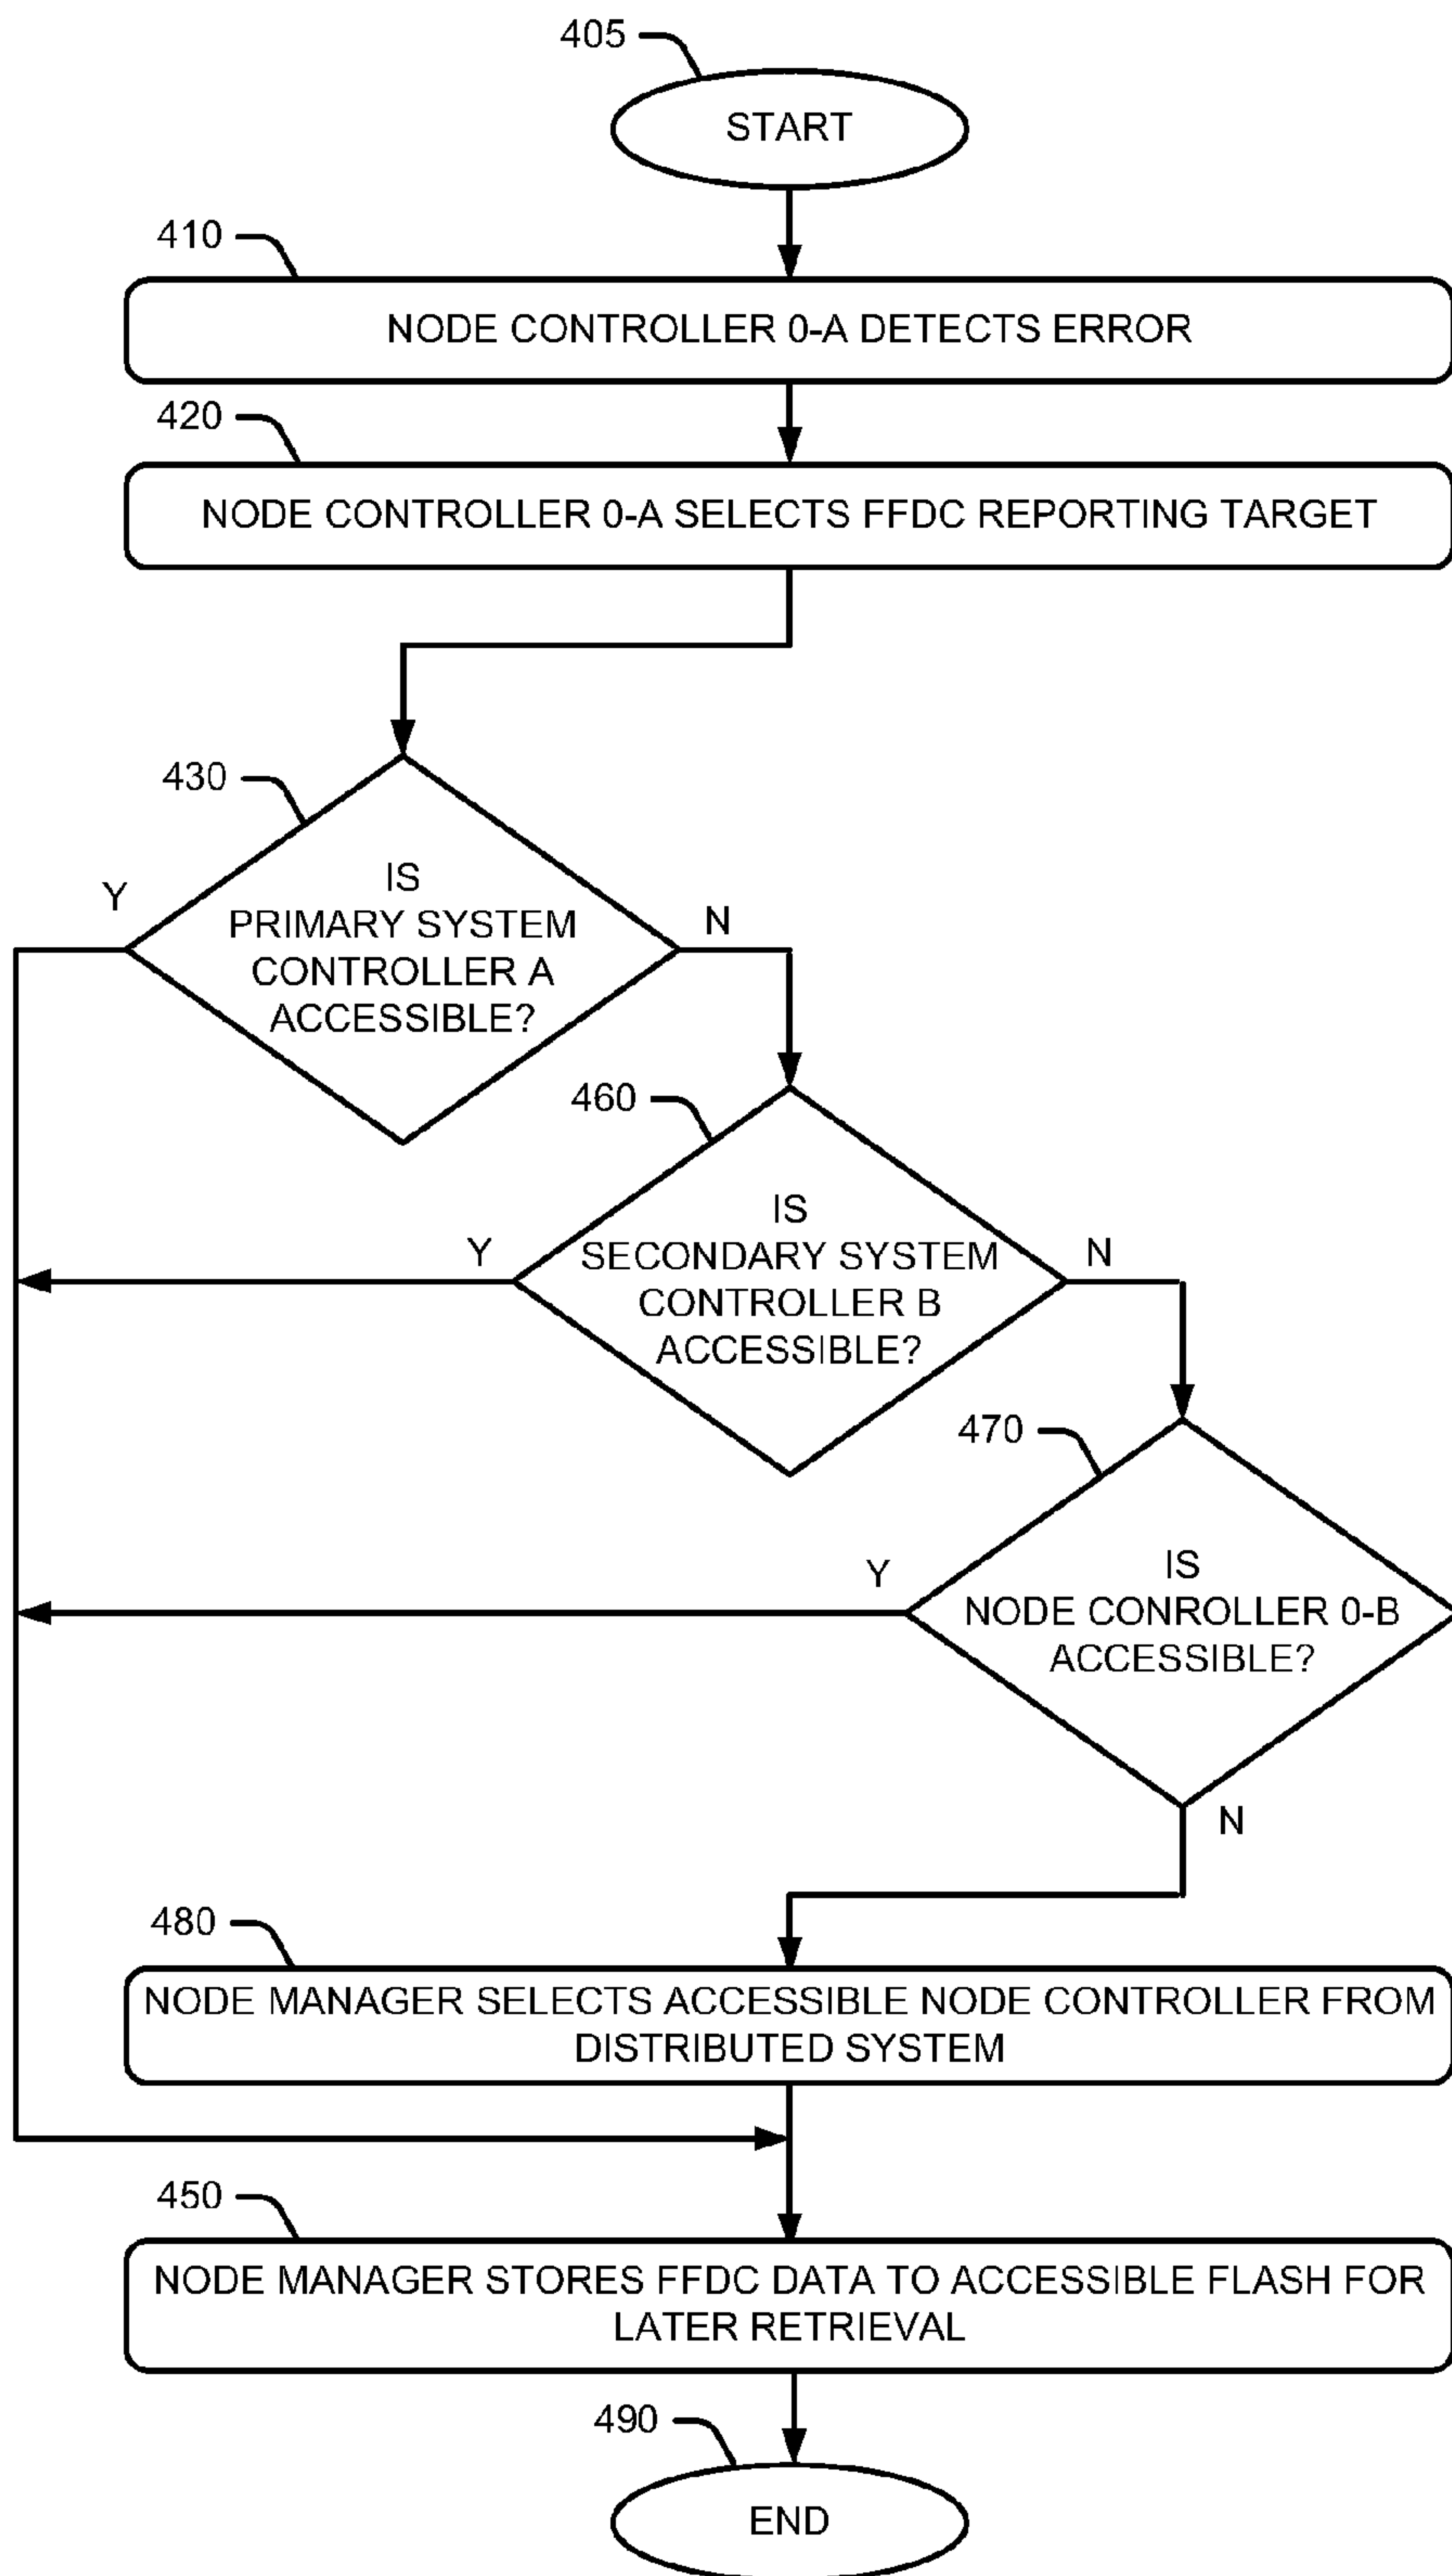 405
START
410
NODE CONTROLLER 0-A DETECTS ERROR
420
NODE CONTROLLER 0-A SELECTS FFDC REPORTING TARGET
430
IS
PRIMARY SYSTEM
CONTROLLER A
ACCESSIBLE?
Y
N
460
IS
SECONDARY SYSTEM
CONTROLLER B
ACCESSIBLE?
Y
N
470
IS
NODE CONROLLER 0-B
ACCESSIBLE?
Y
N
480
NODE MANAGER SELECTS ACCESSIBLE NODE CONTROLLER FROM
DISTRIBUTED SYSTEM
450
NODE MANAGER STORES FFDC DATA TO ACCESSIBLE FLASH FOR
LATER RETRIEVAL
490
END